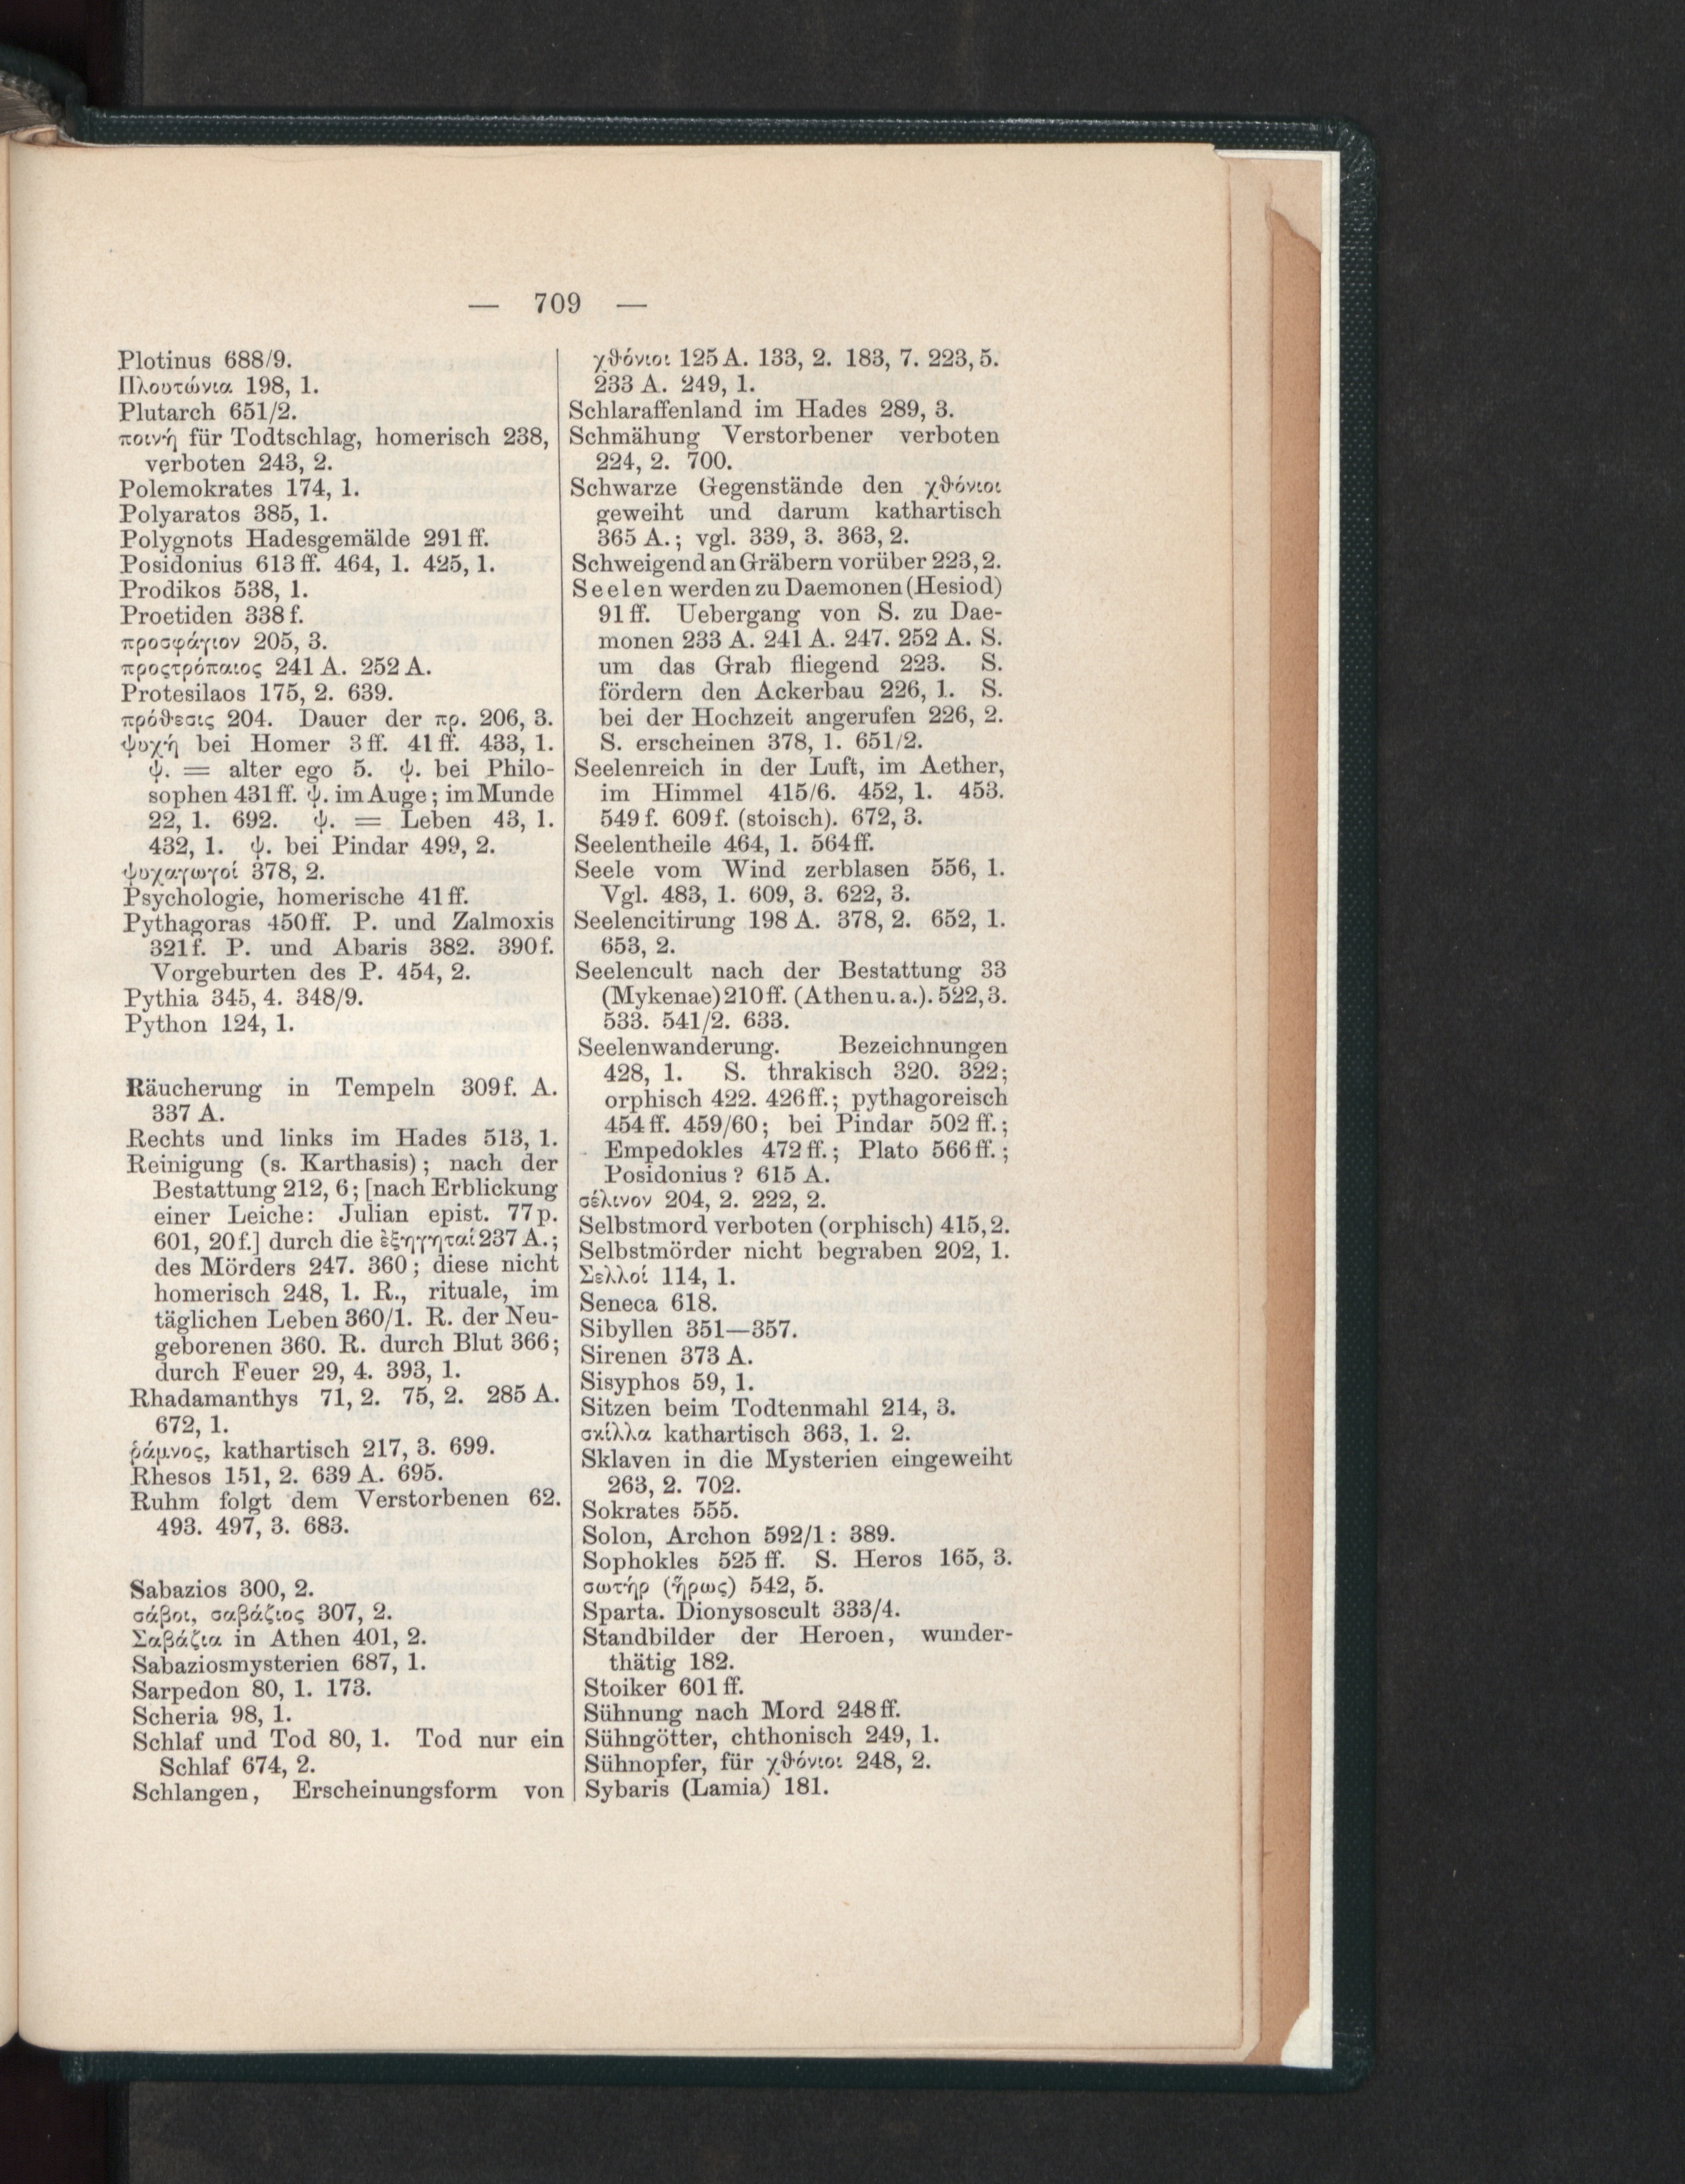 — 709 —
Plotinus 688/9.
Πλουτώνια 198, 1.
Plutarch 651/2.
ποινή für Todtschlag, homerisch 238,
verboten 243, 2.
Polemokrates 174, 1.
Polyaratos 385, 1.
Polygnots Hadesgemälde 291 ff.
Posidonius 613 ff. 464, 1. 425, 1.
Prodikos 538, 1.
Proetiden 338 f.
προσφάγιον 205, 3.
προςτρόπαιος 241 A. 252 A.
Protesilaos 175, 2. 639.
πρόθεσις 204. Dauer der πρ. 206, 3.
ψυχή bei Homer 3 ff. 41 ff. 433, 1.
ψ. = alter ego 5. ψ. bei Philo-
sophen 431 ff. ψ. im Auge; im Munde
22, 1. 692. ψ. = Leben 43, 1.
432, 1. ψ. bei Pindar 499, 2.
ψυχαγωγοί 378, 2.
Psychologie, homerische 41 ff.
Pythagoras 450 ff. P. und Zalmoxis
321 f. P. und Abaris 382. 390 f.
Vorgeburten des P. 454, 2.
Pythia 345, 4. 348/9.
Python 124, 1.
Räucherung in Tempeln 309 f. A.
337 A.
Rechts und links im Hades 513, 1.
Reinigung (s. Karthasis); nach der
Bestattung 212, 6; [nach Erblickung
einer Leiche: Julian epist. 77 p.
601, 20 f.] durch die ἐξηγηταί 237 A.;
des Mörders 247. 360; diese nicht
homerisch 248, 1. R., rituale, im
täglichen Leben 360/1. R. der Neu-
geborenen 360. R. durch Blut 366;
durch Feuer 29, 4. 393, 1.
Rhadamanthys 71, 2. 75, 2. 285 A.
672, 1.
ῥάμνος, kathartisch 217, 3. 699.
Rhesos 151, 2. 639 A. 695.
Ruhm folgt dem Verstorbenen 62.
493. 497, 3. 683.
Sabazios 300, 2.
σάβοι, σαβάζιος 307, 2.
Σαβάζια in Athen 401, 2.
Sabaziosmysterien 687, 1.
Sarpedon 80, 1. 173.
Scheria 98, 1.
Schlaf und Tod 80, 1. Tod nur ein
Schlaf 674, 2.
Schlangen, Erscheinungsform von
χθόνιοι 125 A. 133, 2. 183, 7. 223, 5.
233 A. 249, 1.
Schlaraffenland im Hades 289, 3.
Schmähung Verstorbener verboten
224, 2. 700.
Schwarze Gegenstände den χθόνιοι
geweiht und darum kathartisch
365 A.; vgl. 339, 3. 363, 2.
Schweigend an Gräbern vorüber 223, 2.
Seelen werden zu Daemonen (Hesiod)
91 ff. Uebergang von S. zu Dae-
monen 233 A. 241 A. 247. 252 A. S.
um das Grab fliegend 223. S.
fördern den Ackerbau 226, 1. S.
bei der Hochzeit angerufen 226, 2.
S. erscheinen 378, 1. 651/2.
Seelenreich in der Luft, im Aether,
im Himmel 415/6. 452, 1. 453.
549 f. 609 f. (stoisch). 672, 3.
Seelentheile 464, 1. 564 ff.
Seele vom Wind zerblasen 556, 1.
Vgl. 483, 1. 609, 3. 622, 3.
Seelencitirung 198 A. 378, 2. 652, 1.
653, 2.
Seelencult nach der Bestattung 33
(Mykenae) 210 ff. (Athen u. a.). 522, 3.
533. 541/2. 633.
Seelenwanderung. Bezeichnungen
428, 1. S. thrakisch 320. 322;
orphisch 422. 426 ff.; pythagoreisch
454 ff. 459/60; bei Pindar 502 ff.;
Empedokles 472 ff.; Plato 566 ff.;
Posidonius? 615 A.
σέλινον 204, 2. 222, 2.
Selbstmord verboten (orphisch) 415, 2.
Selbstmörder nicht begraben 202, 1.
Σελλοί 114, 1.
Seneca 618.
Sibyllen 351—357.
Sirenen 373 A.
Sisyphos 59, 1.
Sitzen beim Todtenmahl 214, 3.
σκίλλα kathartisch 363, 1. 2.
Sklaven in die Mysterien eingeweiht
263, 2. 702.
Sokrates 555.
Solon, Archon 592/1: 389.
Sophokles 525 ff. S. Heros 165, 3.
σωτήρ (ἥρως) 542, 5.
Sparta. Dionysoscult 333/4.
Standbilder der Heroen, wunder-
thätig 182.
Stoiker 601 ff.
Sühnung nach Mord 248 ff.
Sühngötter, chthonisch 249, 1.
Sühnopfer, für χθόνιοι 248, 2.
Sybaris (Lamia) 181.